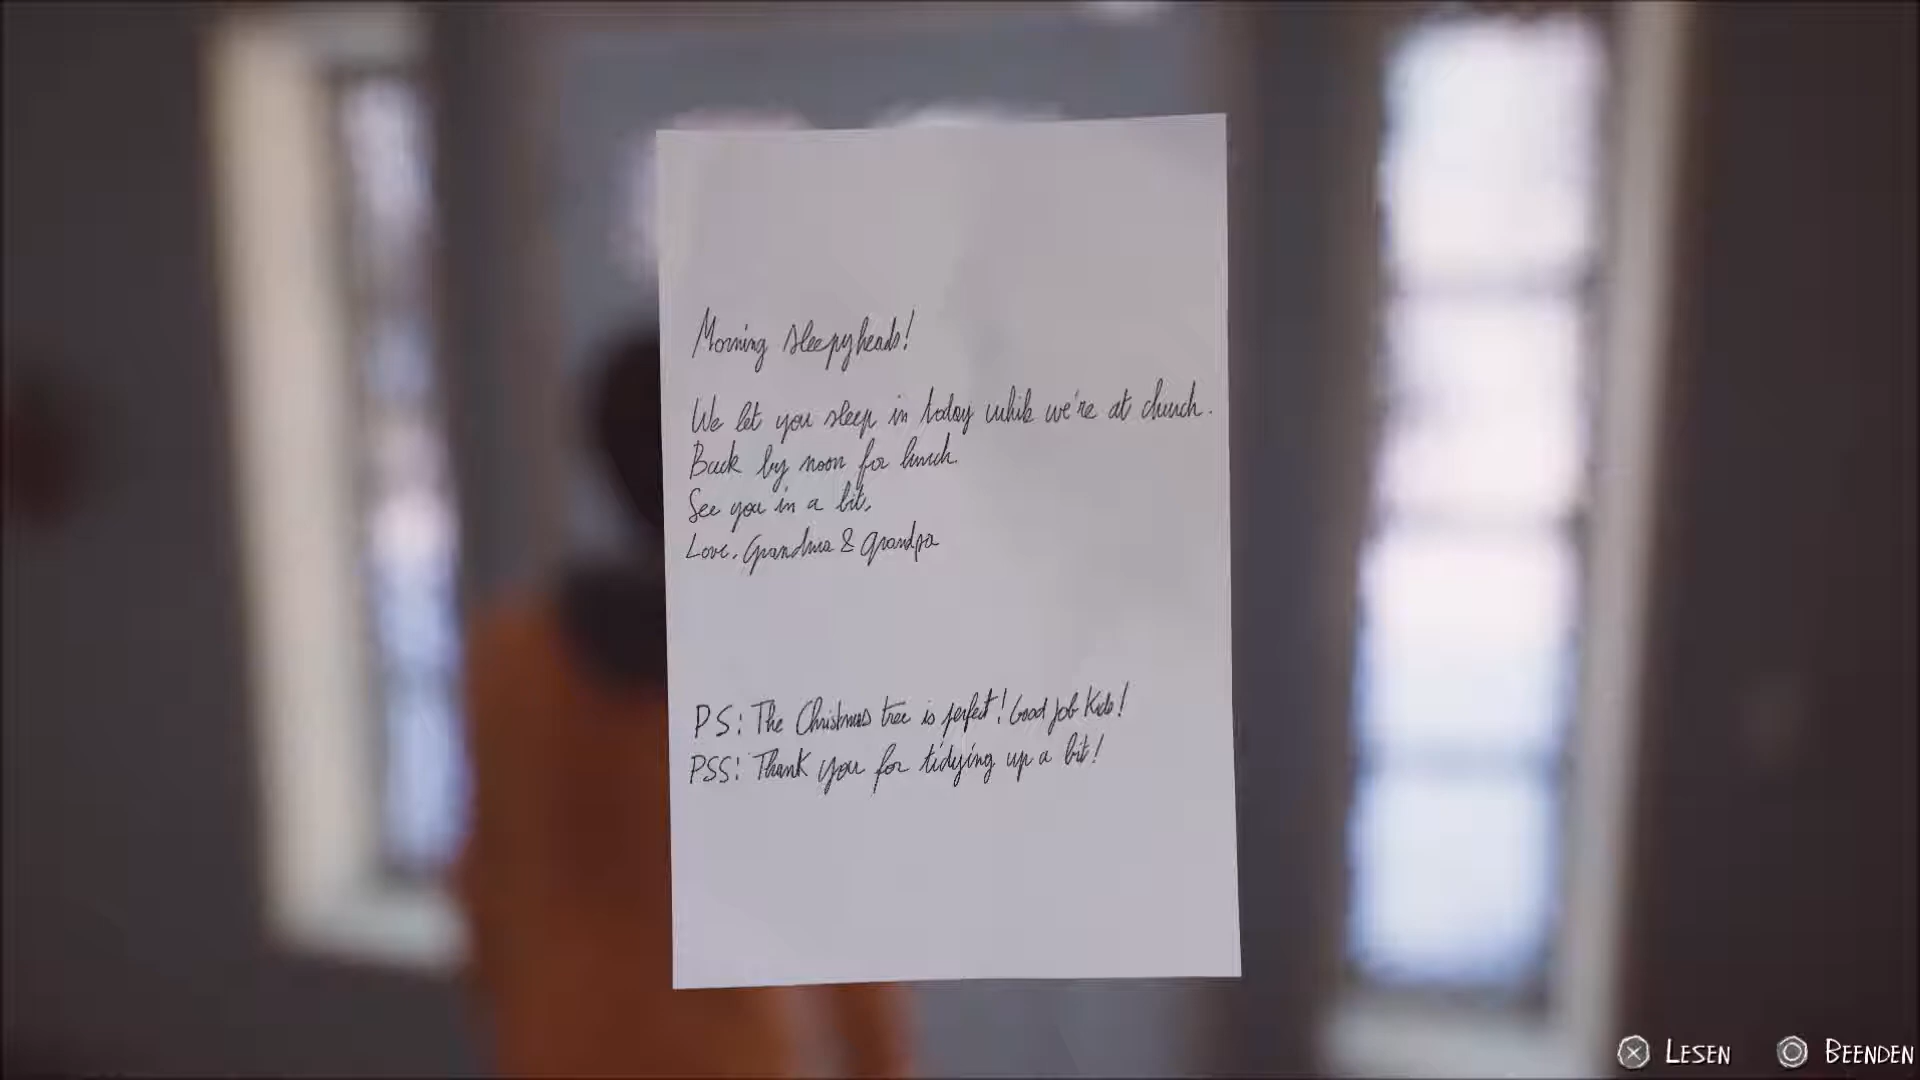 Morning sleepyheads!
We let you sleep in today while we're at church.
Back by noon for lunch.
See you in a bit,
Love, Grandma & Grandpa
PS: The Christmas tree is perfect! Good job Kids!
PSS: Thank you for tidying up a bit!
LESEN
BEENDEN